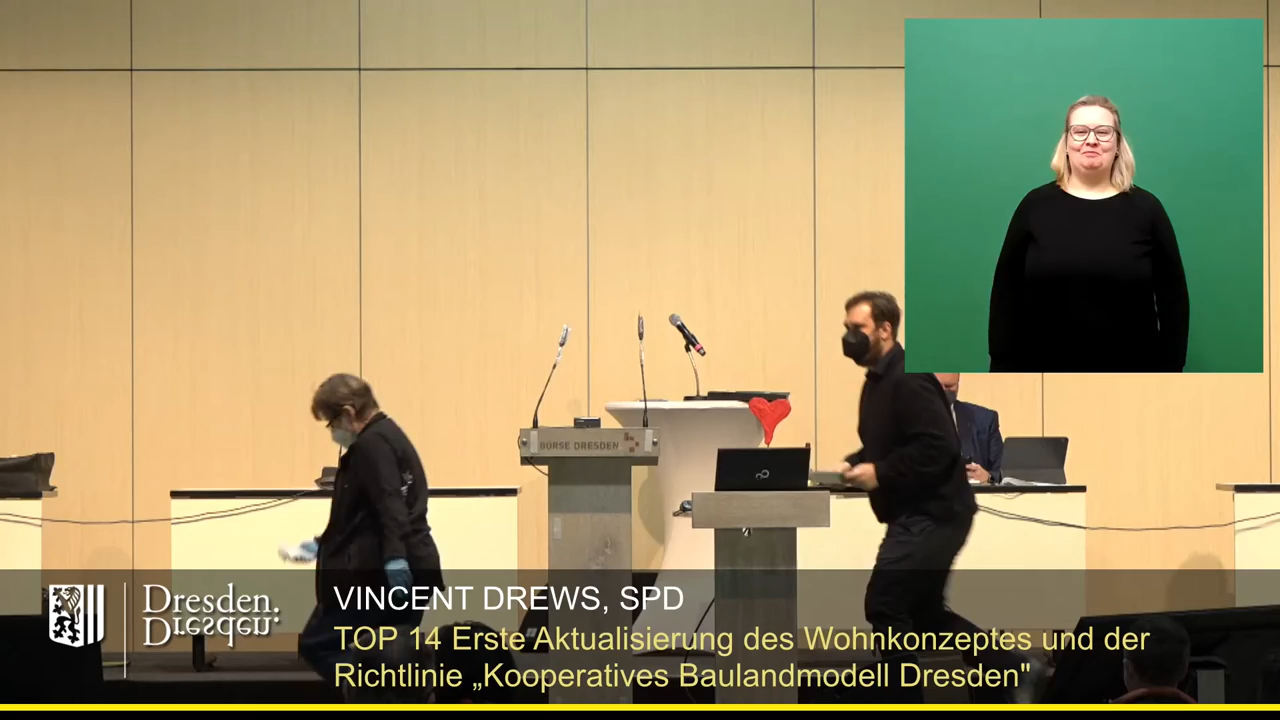 BÖRSE DRESDEN
Dresden.
Dresden.
VINCENT DREWS, SPD
TOP 14 Erste Aktualisierung des Wohnkonzeptes und der
Richtlinie „Kooperatives Baulandmodell Dresden"